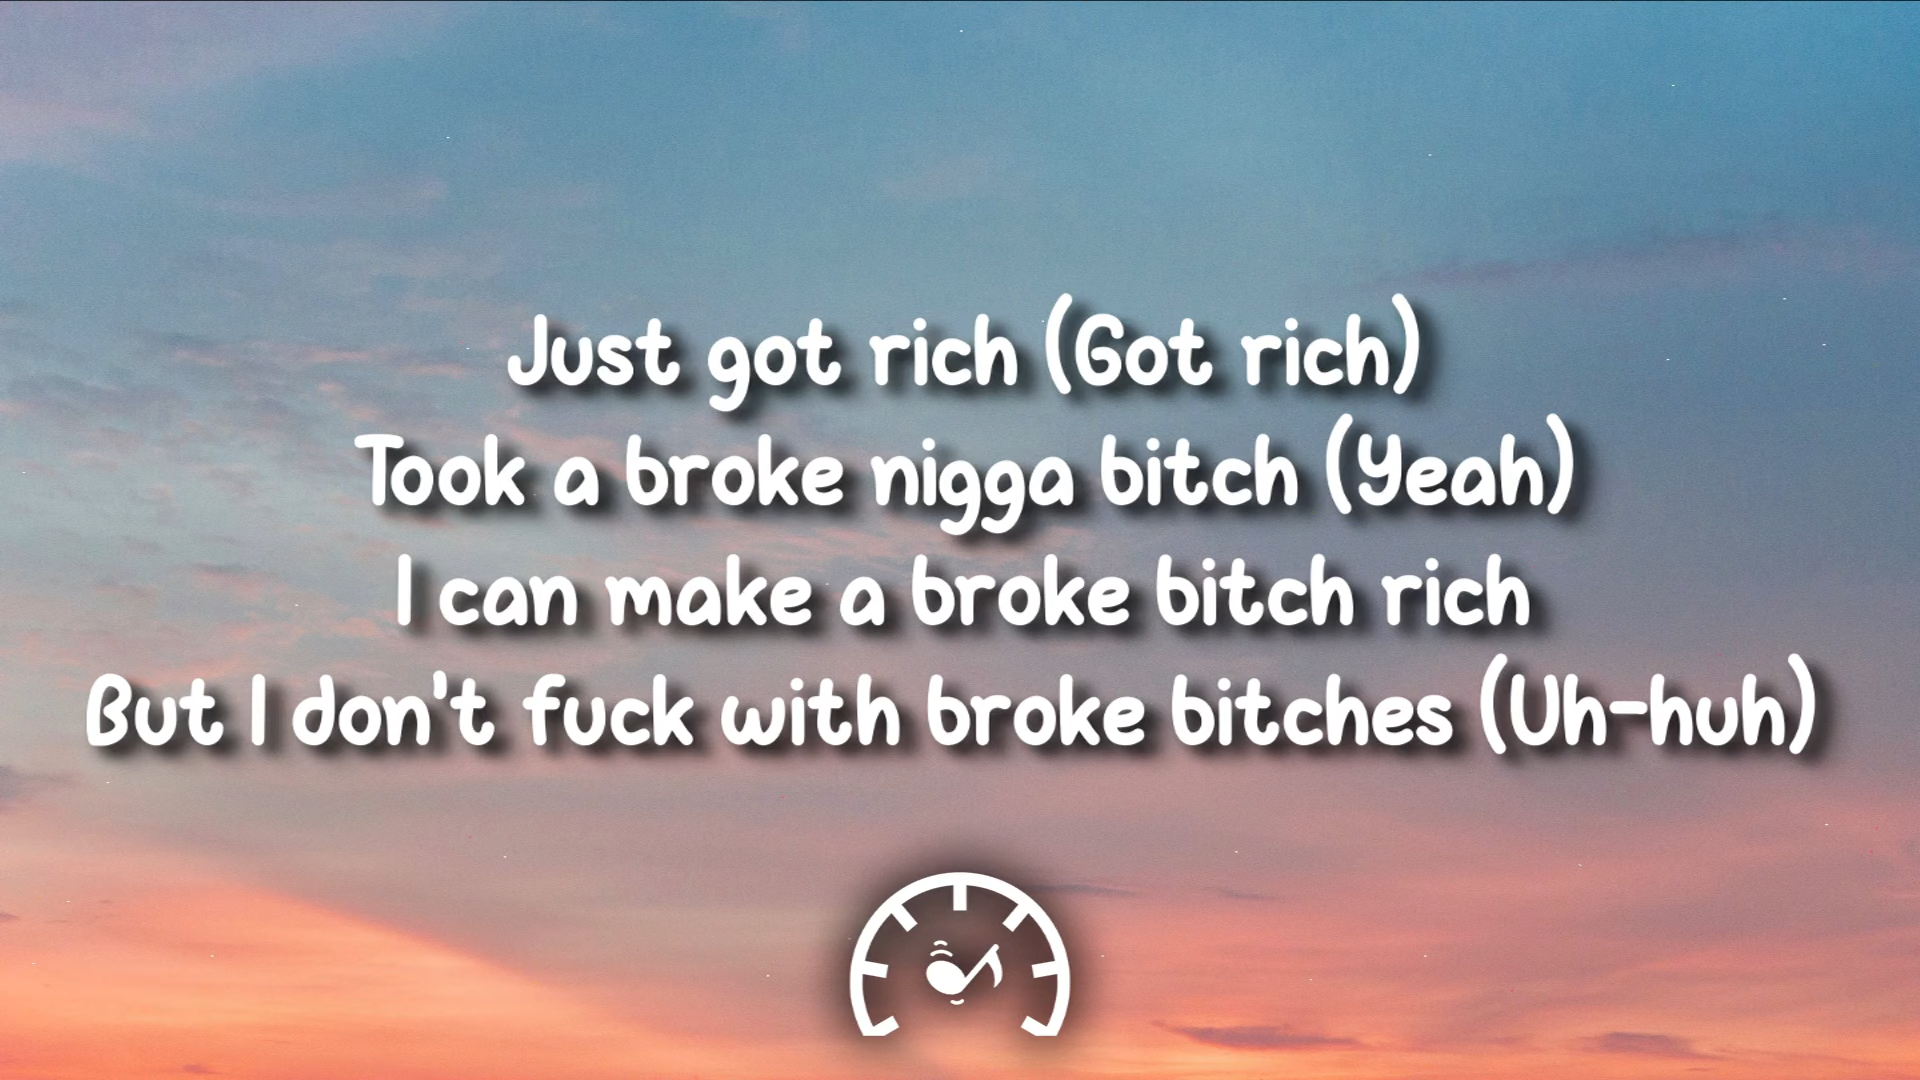 Just got rich (Got rich)
Took a broke nigga bitch (Yeah)
I can make a broke bitch rich
But I don't fuck with broke bitches (Uh-huh)